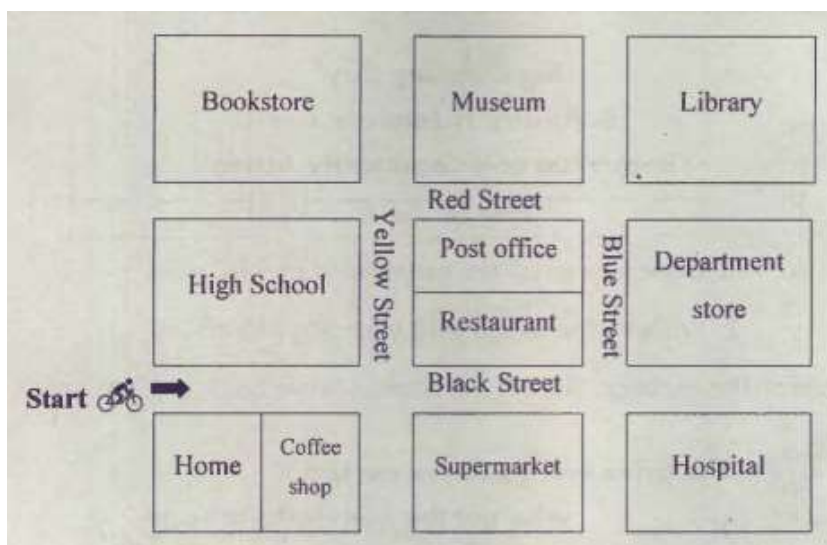 Bookstore
Museum
Library
Red Street
Yellow Street
Blue Street
High School
Post office
Restaurant
Department
store
Black Street
Start
Home
Coffee
shop
Supermarket
Hospital